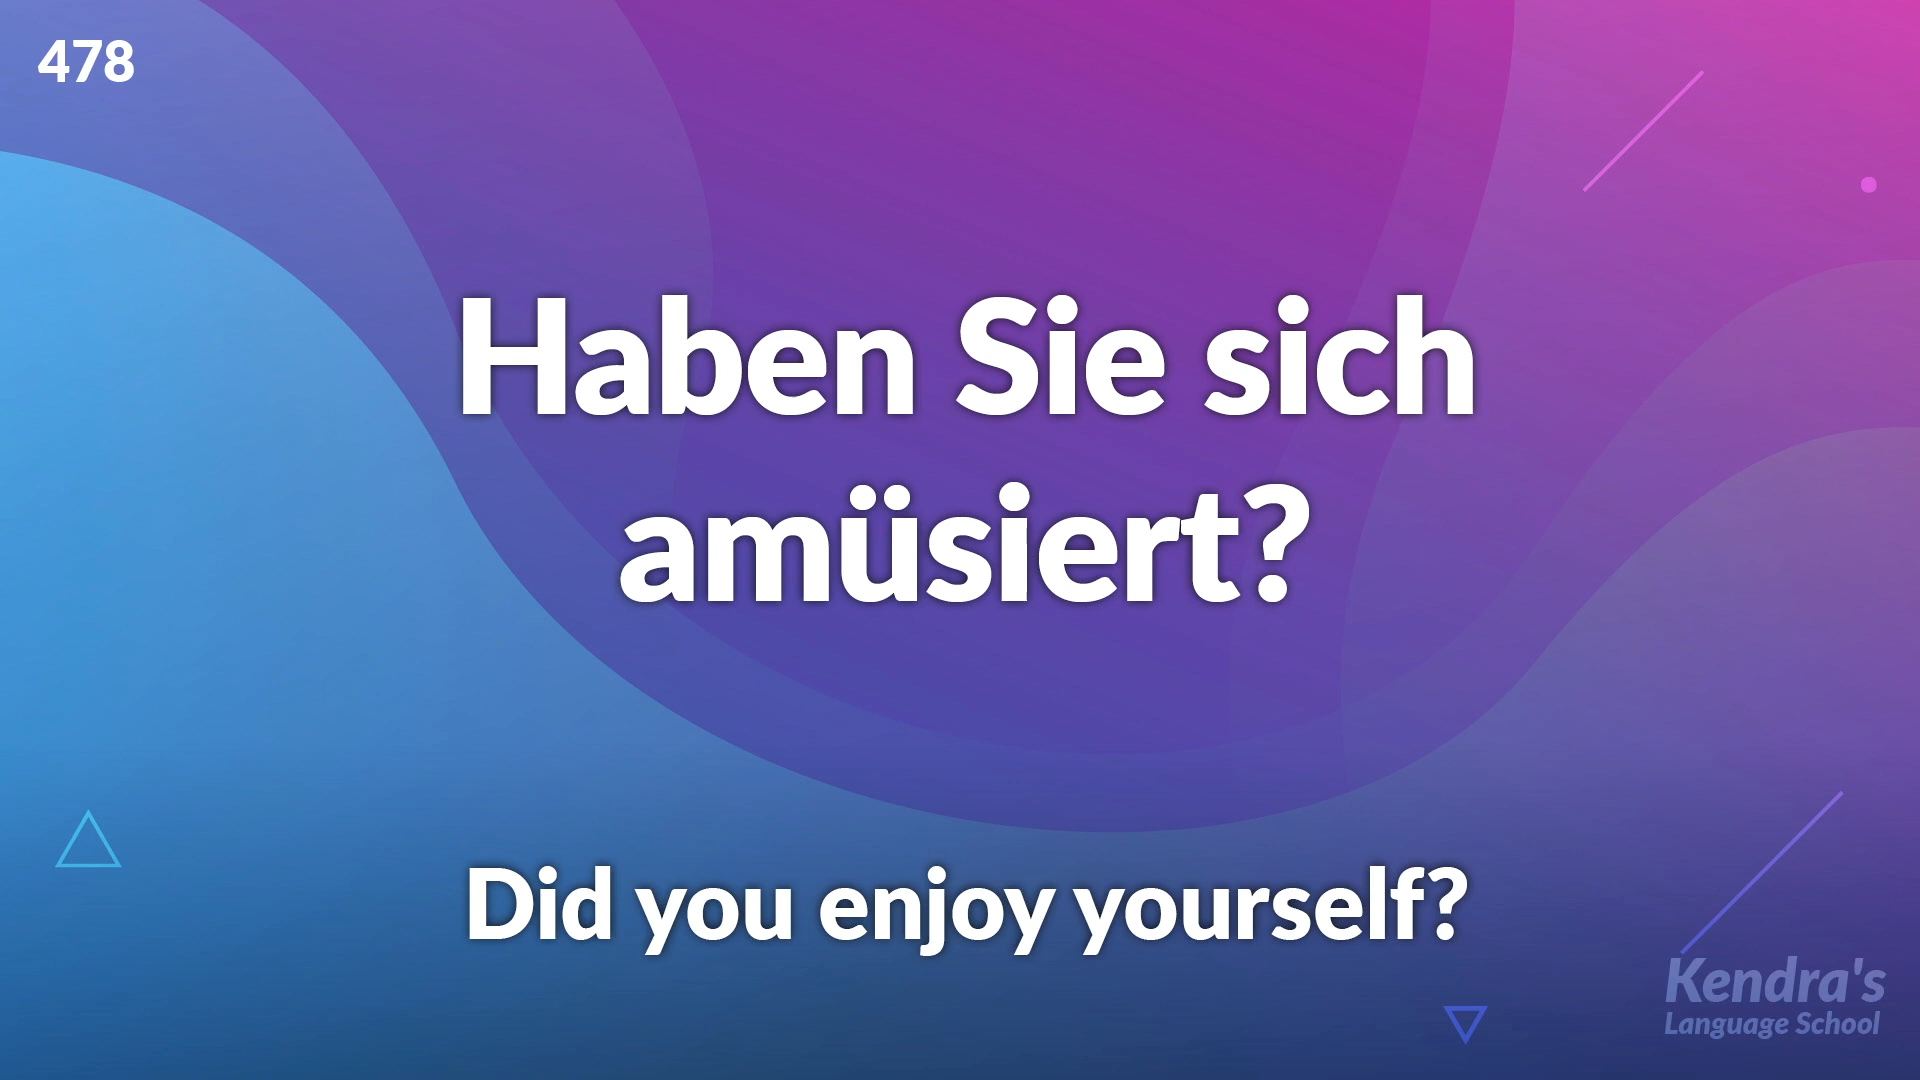 478
Haben Sie sich
amüsiert?
Did you enjoy yourself?
Kendra's
Language School